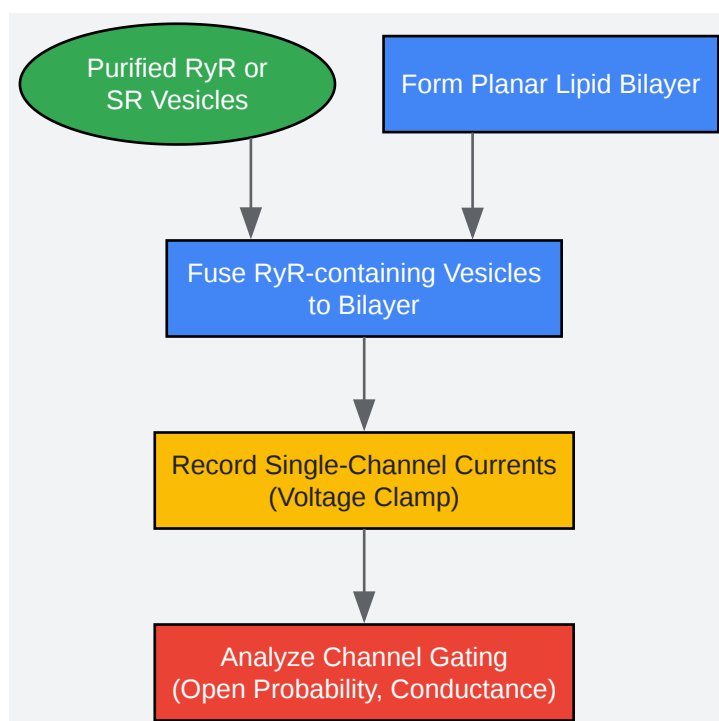 Purified RyR or
SR Vesicles
Form Planar Lipid Bilayer
Fuse RyR-containing Vesicles
to Bilayer
Record Single-Channel Currents
(Voltage Clamp)
Analyze Channel Gating
(Open Probability, Conductance)